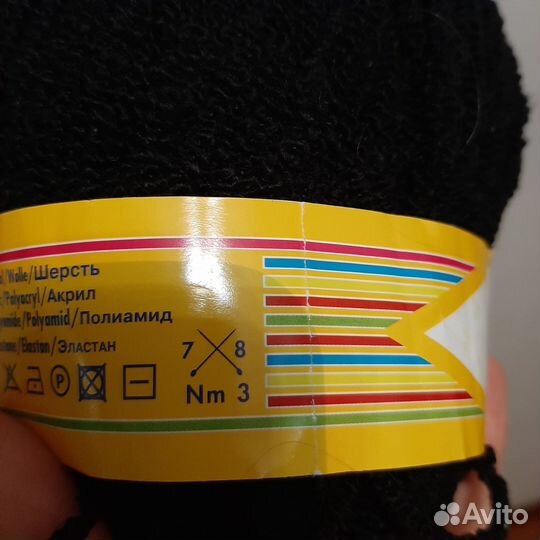 /Wolle/Шерсть
/Polyacryl/Акрил
/Polyamid/Полиамид
/Elastan/Эластан
P
7 8
Nm 3
Avito